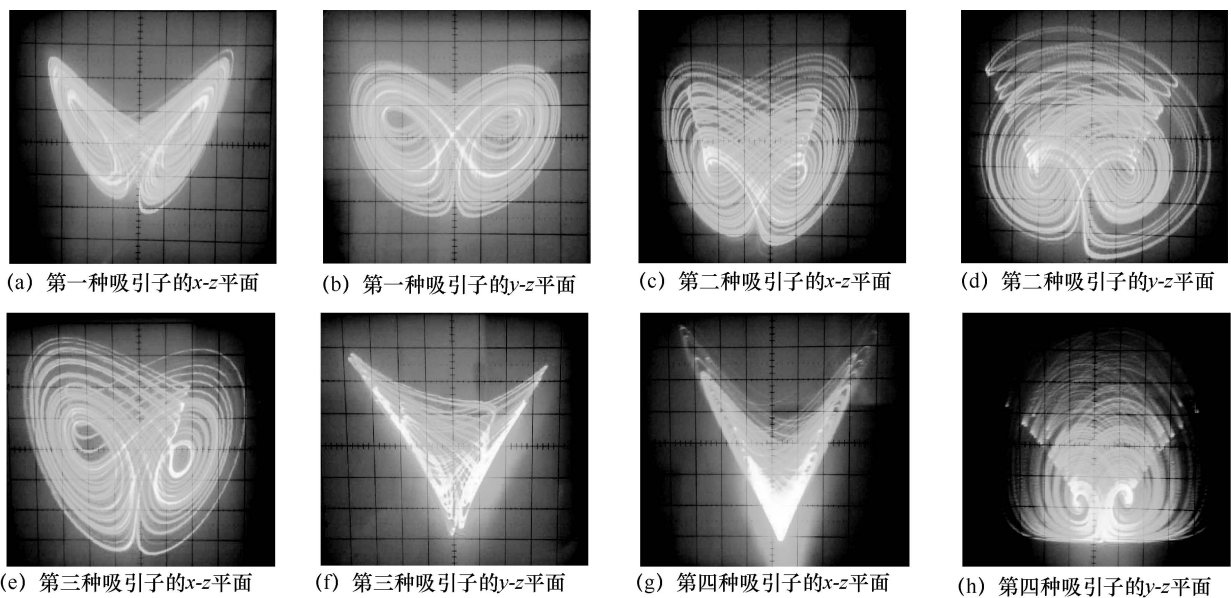 (a) 第一种吸引子的x-z平面
(b) 第一种吸引子的y-z平面
(c) 第二种吸引子的x-z平面
(d) 第二种吸引子的y-z平面
(e) 第三种吸引子的x-z平面
(f) 第三种吸引子的y-z平面
(g) 第四种吸引子的x-z平面
(h) 第四种吸引子的y-z平面